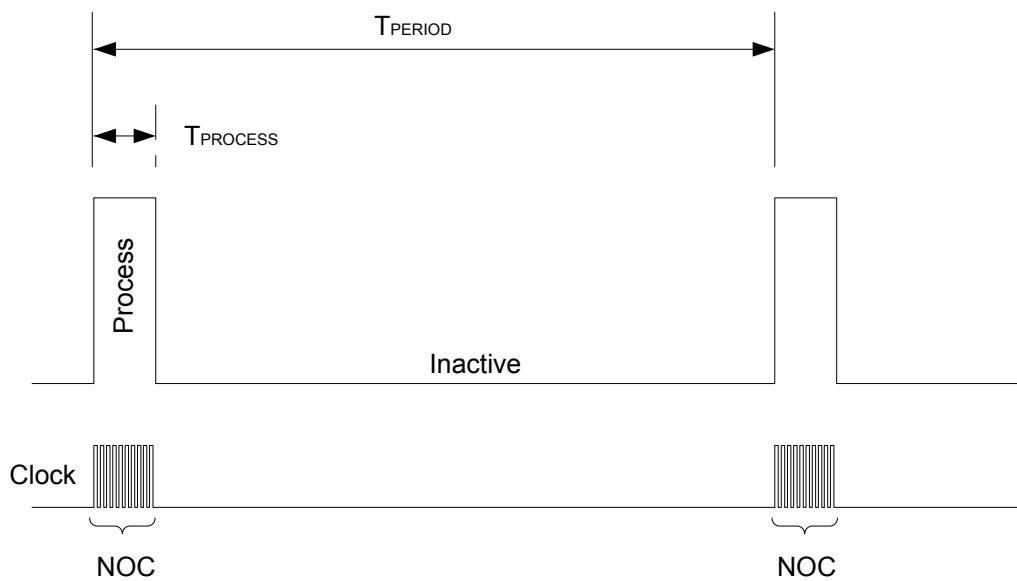 TPERIOD
TPROCESS
Process
Inactive
Clock
NOC
NOC